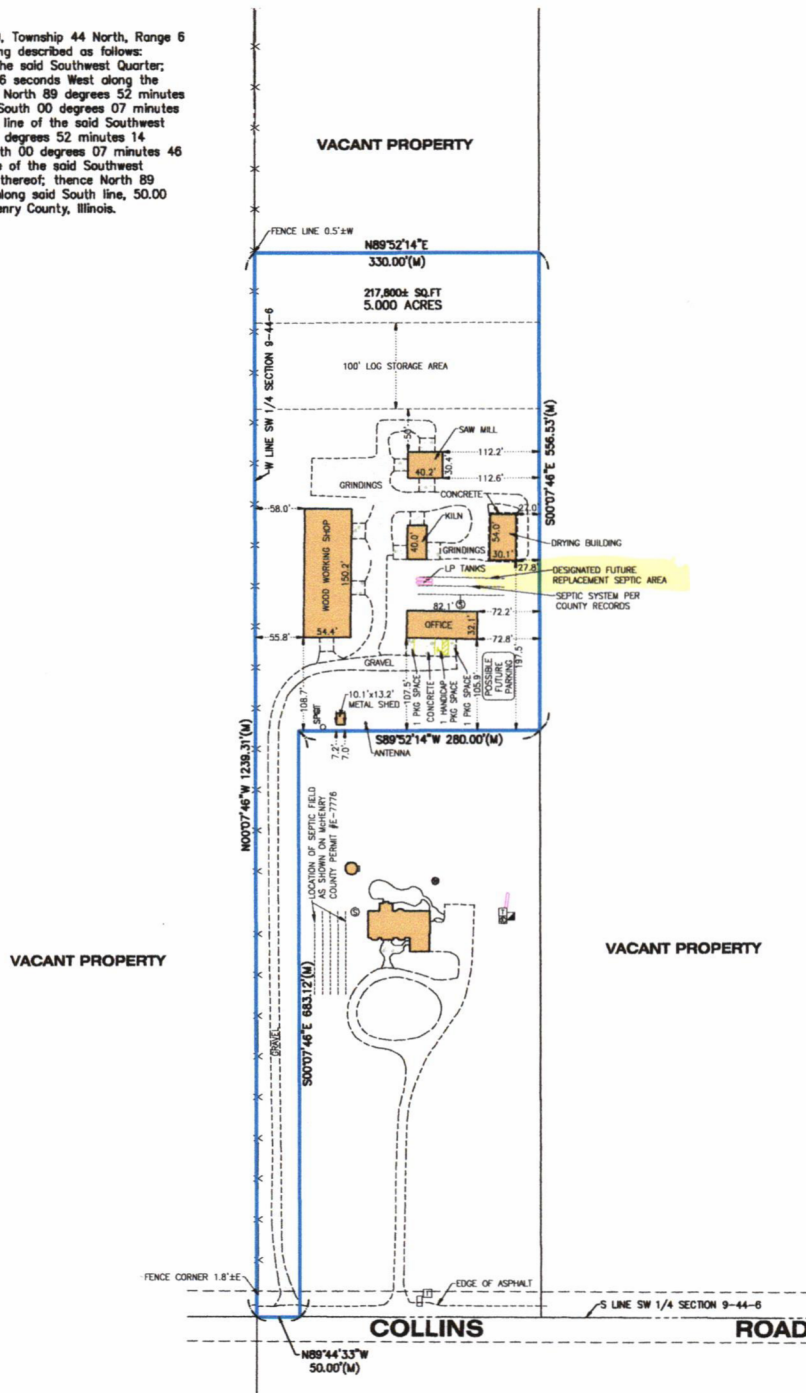 , Township 44 North, Range 6
ng described as follows:
he said Southwest Quarter;
6 seconds West along the
North 89 degrees 52 minutes
South 00 degrees 07 minutes
line of the said Southwest
degrees 52 minutes 14
th 00 degrees 07 minutes 46
e of the said Southwest
thereof; thence North 89
along said South line, 50.00
enry County, Illinois.
VACANT PROPERTY
FENCE LINE 0.5'±W
N89°52'14"E
330.00'(M)
217,800± SQ.FT
5.000 ACRES
W LINE SW 1/4 SECTION 9-44-6
100' LOG STORAGE AREA
S00°07'46"E 556.53'(M)
50'
SAW MILL
112.2'
40.2'
30.4'
112.6'
GRINDINGS
CONCRETE
27.0'
58.0'
WOOD WORKING SHOP
150.2'
KILN
40.0'
54.0'
30.1'
DRYING BUILDING
GRINDINGS
27.8'
LP TANKS
DESIGNATED FUTURE
REPLACEMENT SEPTIC AREA
SEPTIC SYSTEM PER
COUNTY RECORDS
82.1'
S
72.2'
OFFICE
32.1'
54.4'
55.8'
72.8'
GRAVEL
108.7'
107.5'
1 PKG SPACE
CONCRETE
1 HANDICAP
PKG SPACE
1 PKG SPACE
105.9'
POSSIBLE
FUTURE
PARKING
197.5'
10.1'x13.2'
METAL SHED
SPIGIT
7.2'
7.0'
ANTENNA
S89°52'14"W 280.00'(M)
N00°07'46"W 1239.31'(M)
LOCATION OF SEPTIC FIELD
AS SHOWN ON McHENRY
COUNTY PERMIT #E-7776
S
T
VACANT PROPERTY
VACANT PROPERTY
S00°07'46"E 683.12'(M)
GRAVEL
FENCE CORNER 1.8'±E
T
EDGE OF ASPHALT
S LINE SW 1/4 SECTION 9-44-6
COLLINS ROAD
N89°44'33"W
50.00'(M)